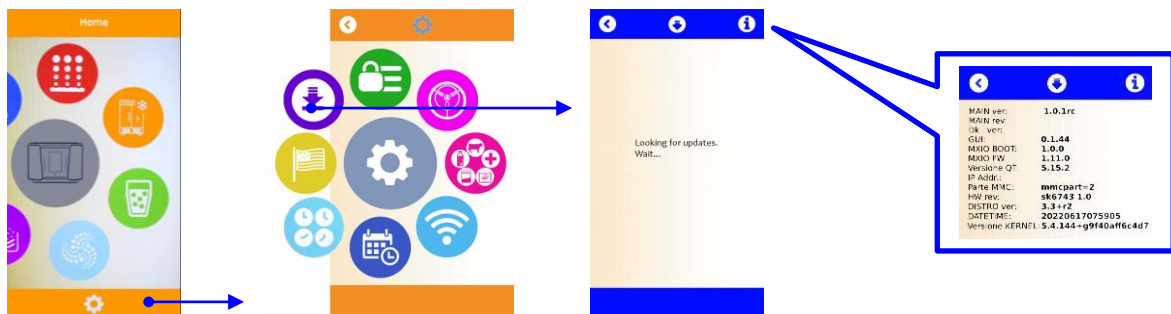 Home
Looking for updates.
Wait...
MAIN ver: 1.0.1rc
MAIN rev:
Ok ver:
GUI: 0.1.44
MXIO BOOT: 1.0.0
MXIO FW 1.11.0
Versione QT: 5.15.2
IP Addr.:
Parte MMC: mmcpart=2
HW rev: sk6743 1.0
DISTRO ver: 3.3+r2
DATETIME: 20220617075905
Versione KERNEL: 5.4.144+g9f40aff6c4d7